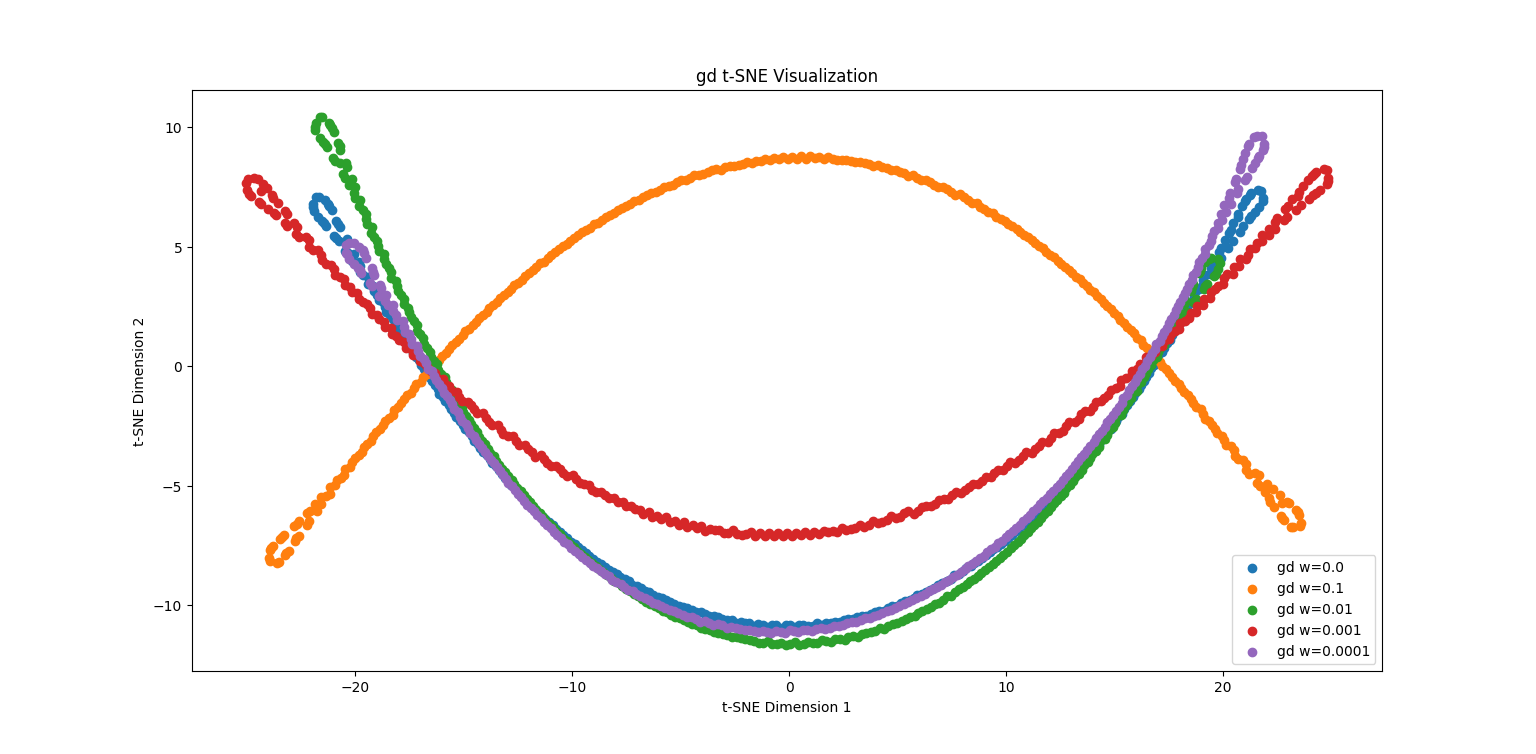 gd t-SNE Visualization
t-SNE Dimension 2
10
5
0
−5
−10
−20
−10
0
10
20
t-SNE Dimension 1
gd w=0.0
gd w=0.1
gd w=0.01
gd w=0.001
gd w=0.0001